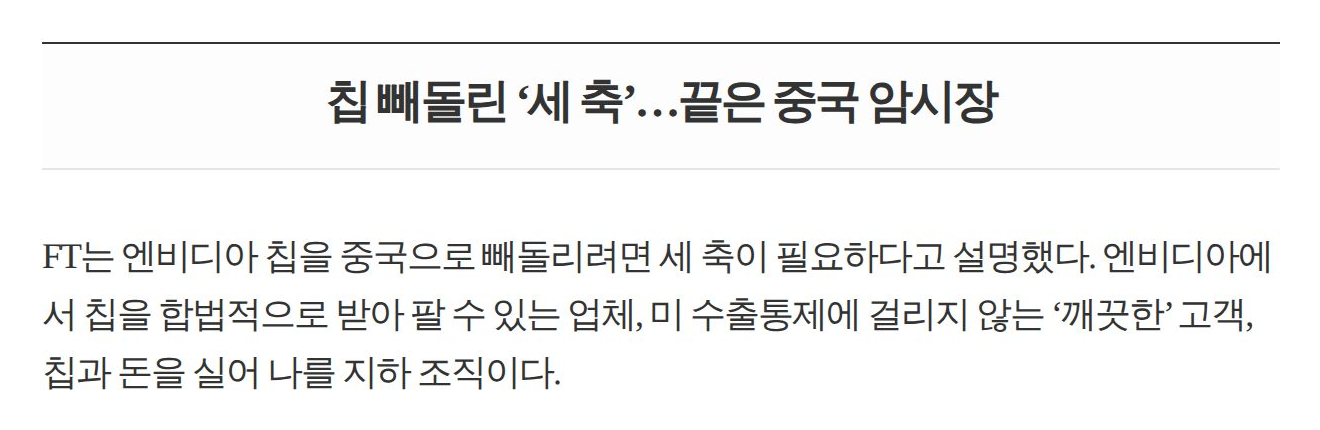 칩 빼돌린 ‘세 축’…끝은 중국 암시장
FT는 엔비디아 칩을 중국으로 빼돌리려면 세 축이 필요하다고 설명했다. 엔비디아에
서 칩을 합법적으로 받아 팔 수 있는 업체, 미 수출통제에 걸리지 않는 ‘깨끗한’ 고객,
칩과 돈을 실어 나를 지하 조직이다.